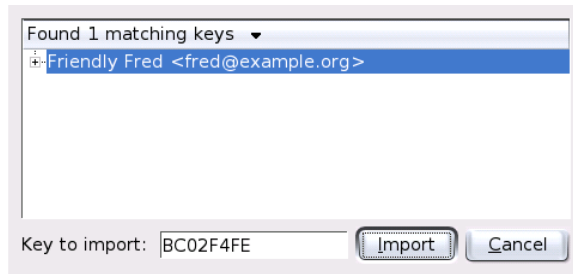 Found 1 matching keys
Friendly Fred <fred@example.org>
Key to import: BC02F4FE Import Cancel